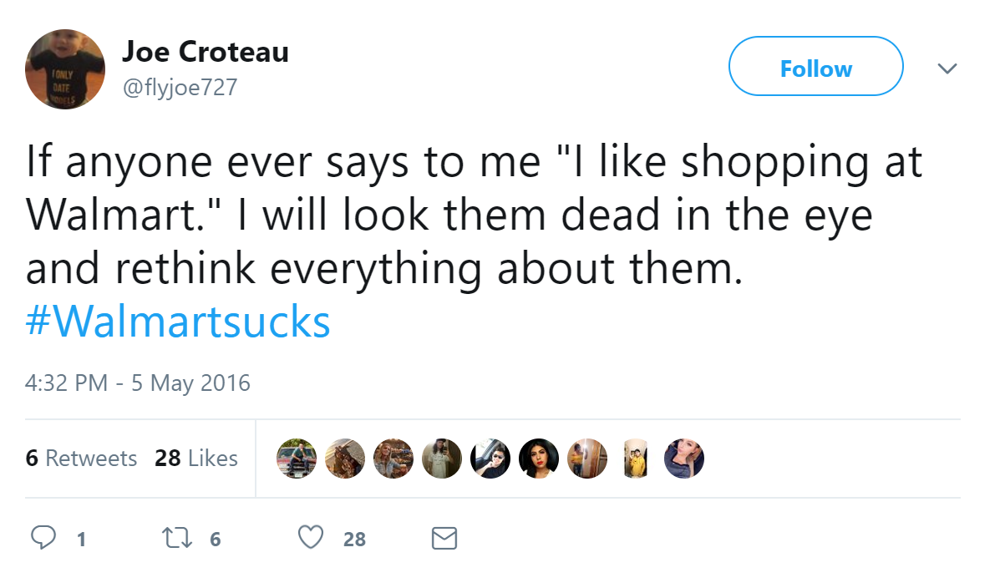 Joe Croteau
@flyjoe727
Follow
I ONLY
DATE
MODELS
If anyone ever says to me "I like shopping at
Walmart." I will look them dead in the eye
and rethink everything about them.
#Walmartsucks
4:32 PM - 5 May 2016
6 Retweets 28 Likes
1 6 28